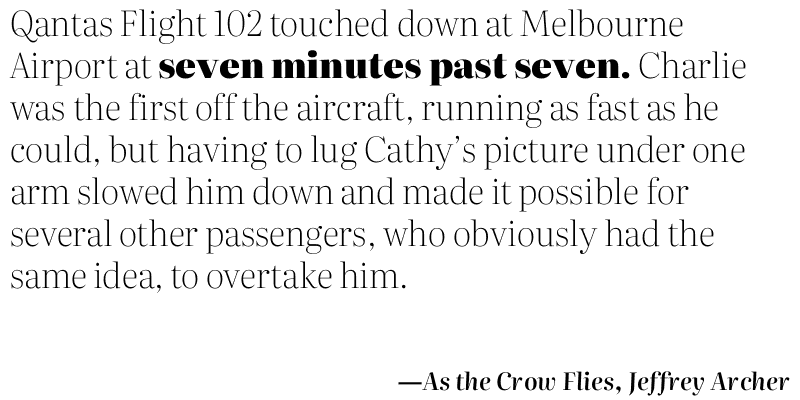 Qantas Flight 102 touched down at Melbourne
Airport at seven minutes past seven. Charlie
was the first off the aircraft, running as fast as he
could, but having to lug Cathy’s picture under one
arm slowed him down and made it possible for
several other passengers, who obviously had the
same idea, to overtake him.
—As the Crow Flies, Jeffrey Archer